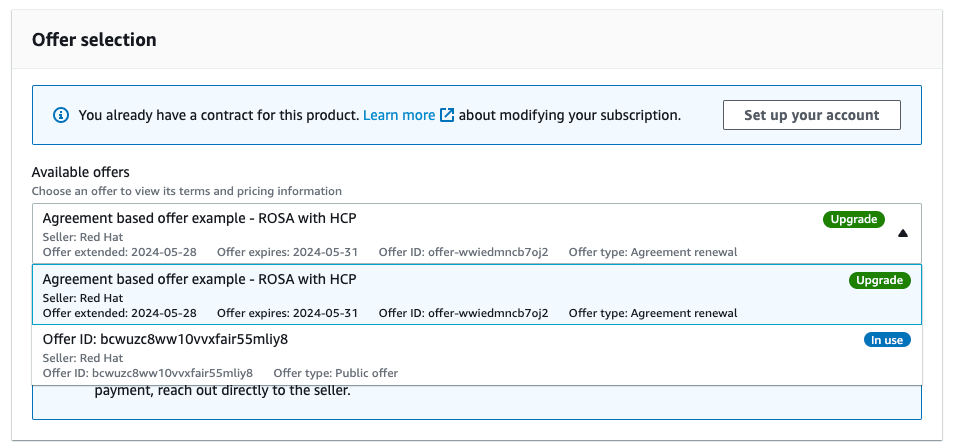 Offer selection
You already have a contract for this product. Learn more about modifying your subscription.
Set up your account
Available offers
Choose an offer to view its terms and pricing information
Agreement based offer example - ROSA with HCP
Upgrade
Seller: Red Hat
Offer extended: 2024-05-28 Offer expires: 2024-05-31 Offer ID: offer-wwiedmncb7oj2 Offer type: Agreement renewal
Agreement based offer example - ROSA with HCP
Upgrade
Seller: Red Hat
Offer extended: 2024-05-28 Offer expires: 2024-05-31 Offer ID: offer-wwiedmncb7oj2 Offer type: Agreement renewal
Offer ID: bcwuzc8ww10vvxfair55mliy8
In use
Seller: Red Hat
Offer ID: bcwuzc8ww10vvxfair55mliy8 Offer type: Public offer
payment, reach out directly to the seller.